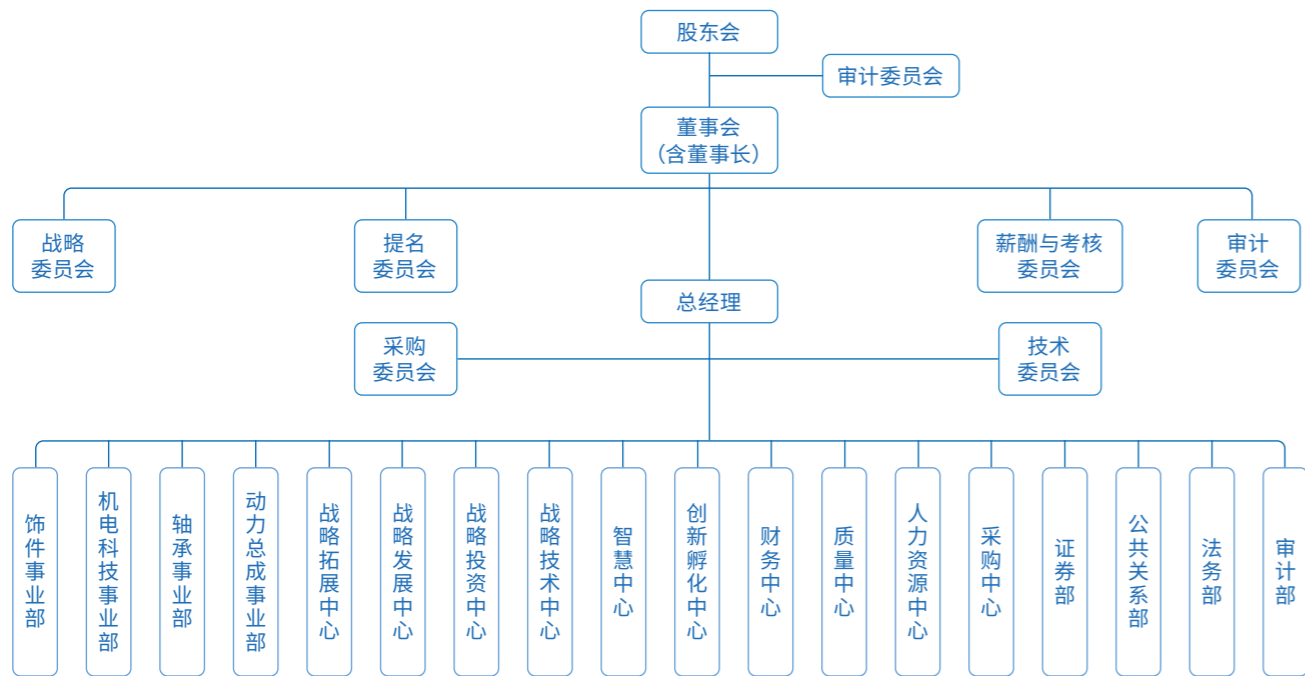 股东会
审计委员会
董事会
（含董事长）
战略
委员会
提名
委员会
薪酬与考核
委员会
审计
委员会
总经理
采购
委员会
技术
委员会
饰件事业部
机电科技事业部
轴承事业部
动力总成事业部
战略拓展中心
战略发展中心
战略投资中心
战略技术中心
智慧中心
创新孵化中心
财务中心
质量中心
人力资源中心
采购中心
证券部
公共关系部
法务部
审计部